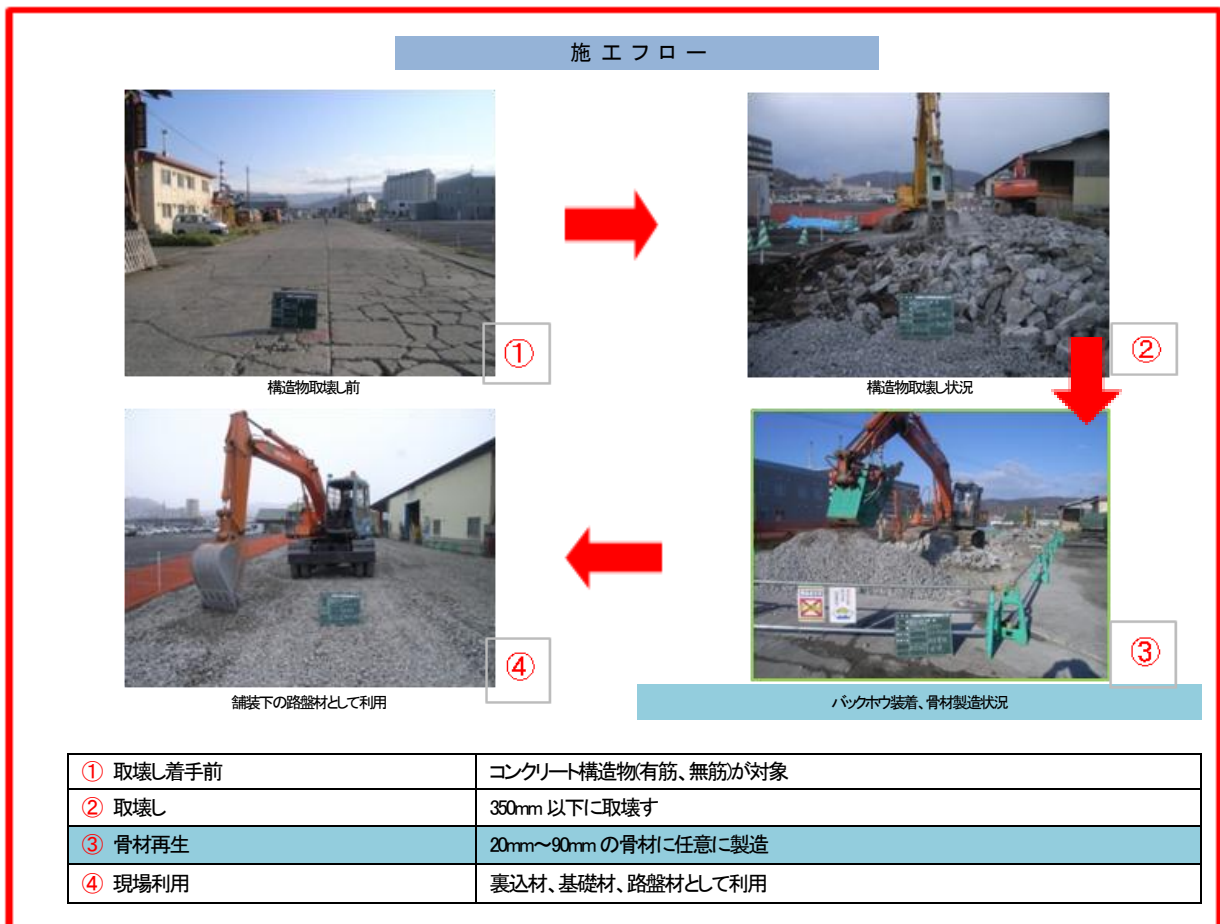 施 工 フ ロ ー
①
構造物取壊し前
②
構造物取壊し状況
③
バックホウ装着、骨材製造状況
④
舗装下の路盤材として利用
① 取壊し着手前 コンクリート構造物(有筋、無筋)が対象
② 取壊し 350mm 以下に取壊す
③ 骨材再生 20mm～90mm の骨材に任意に製造
④ 現場利用 裏込材、基礎材、路盤材として利用